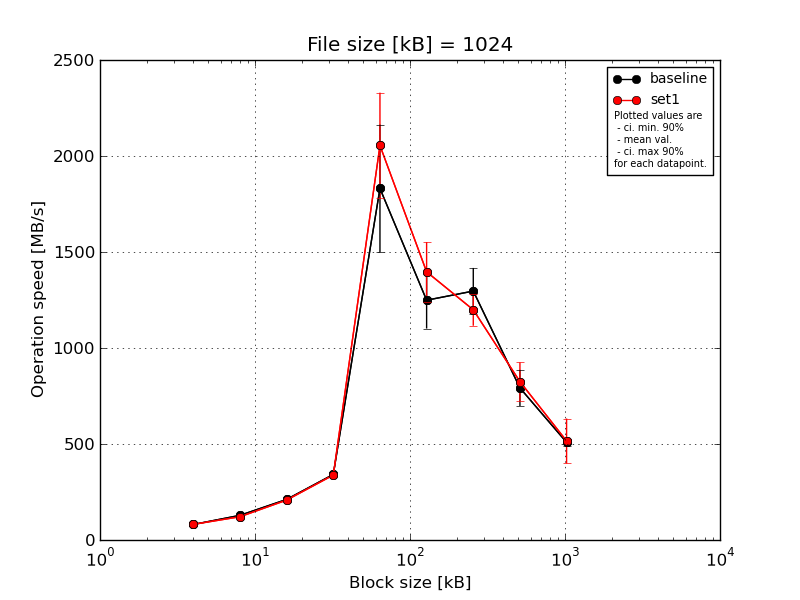 File size [kB] = 1024
2500
2000
1500
1000
500
0
Operation speed [MB/s]
baseline
set1
Plotted values are
- ci. min. 90%
- mean val.
- ci. max 90%
for each datapoint.
10⁰ 10¹ 10² 10³ 10⁴
Block size [kB]